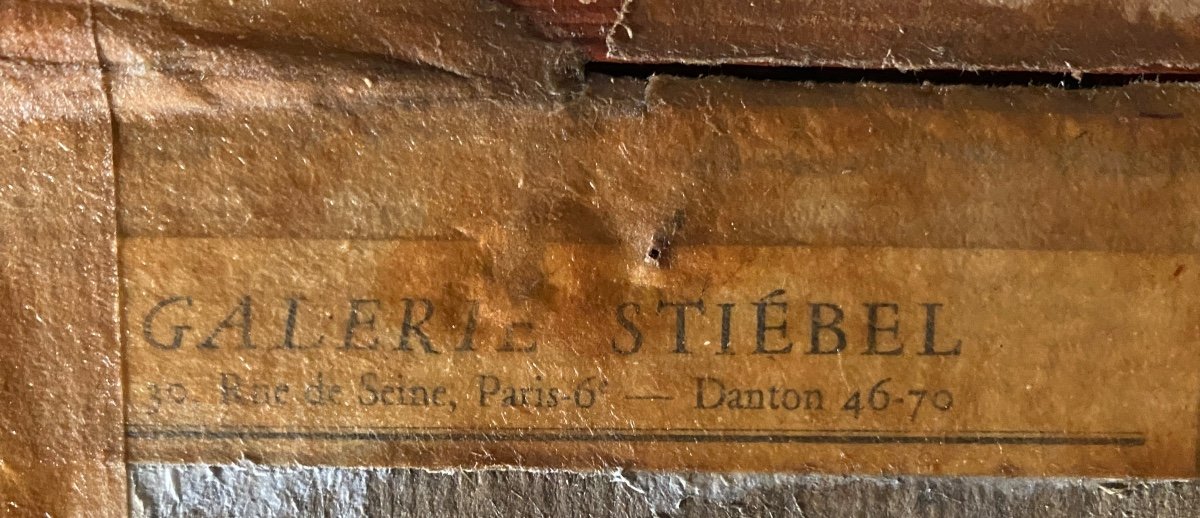 GALERIE STIÉBEL
30 Rue de Seine, Paris-6ᵉ — Danton 46-70